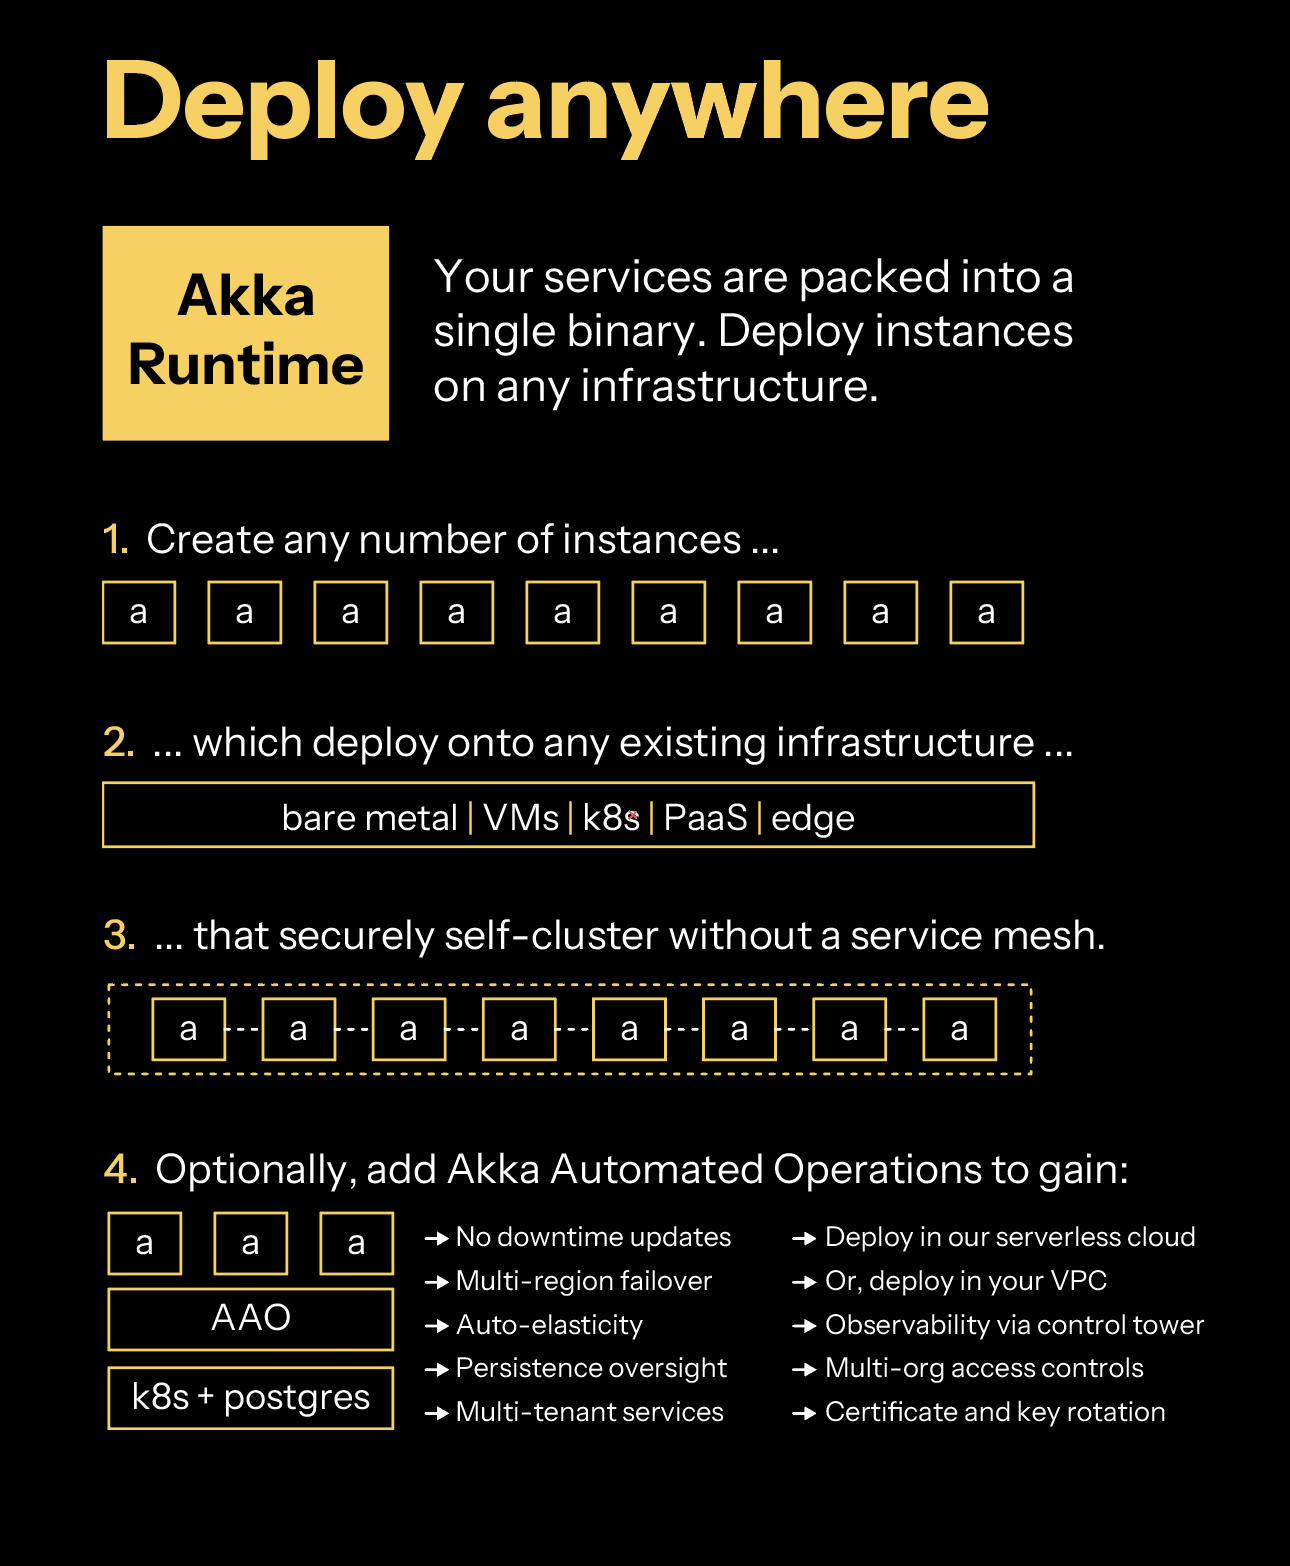 Deploy anywhere
Akka
Runtime
Your services are packed into a
single binary. Deploy instances
on any infrastructure.
1. Create any number of instances ...
a a a a a a a a a
2. ... which deploy onto any existing infrastructure ...
bare metal | VMs | k8s | PaaS | edge
3. ... that securely self-cluster without a service mesh.
a a a a a a a a
4. Optionally, add Akka Automated Operations to gain:
a a a
AAO
k8s + postgres
→ No downtime updates
→ Multi-region failover
→ Auto-elasticity
→ Persistence oversight
→ Multi-tenant services
→ Deploy in our serverless cloud
→ Or, deploy in your VPC
→ Observability via control tower
→ Multi-org access controls
→ Certificate and key rotation